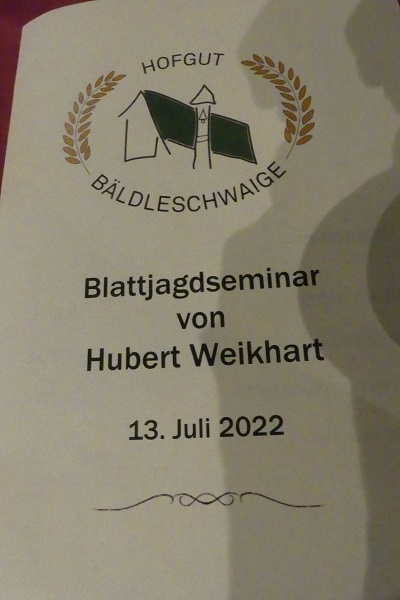 HOFGUT
BÄLDLESCHWAIGE
Blattjagdseminar
von
Hubert Weikhart
13. Juli 2022